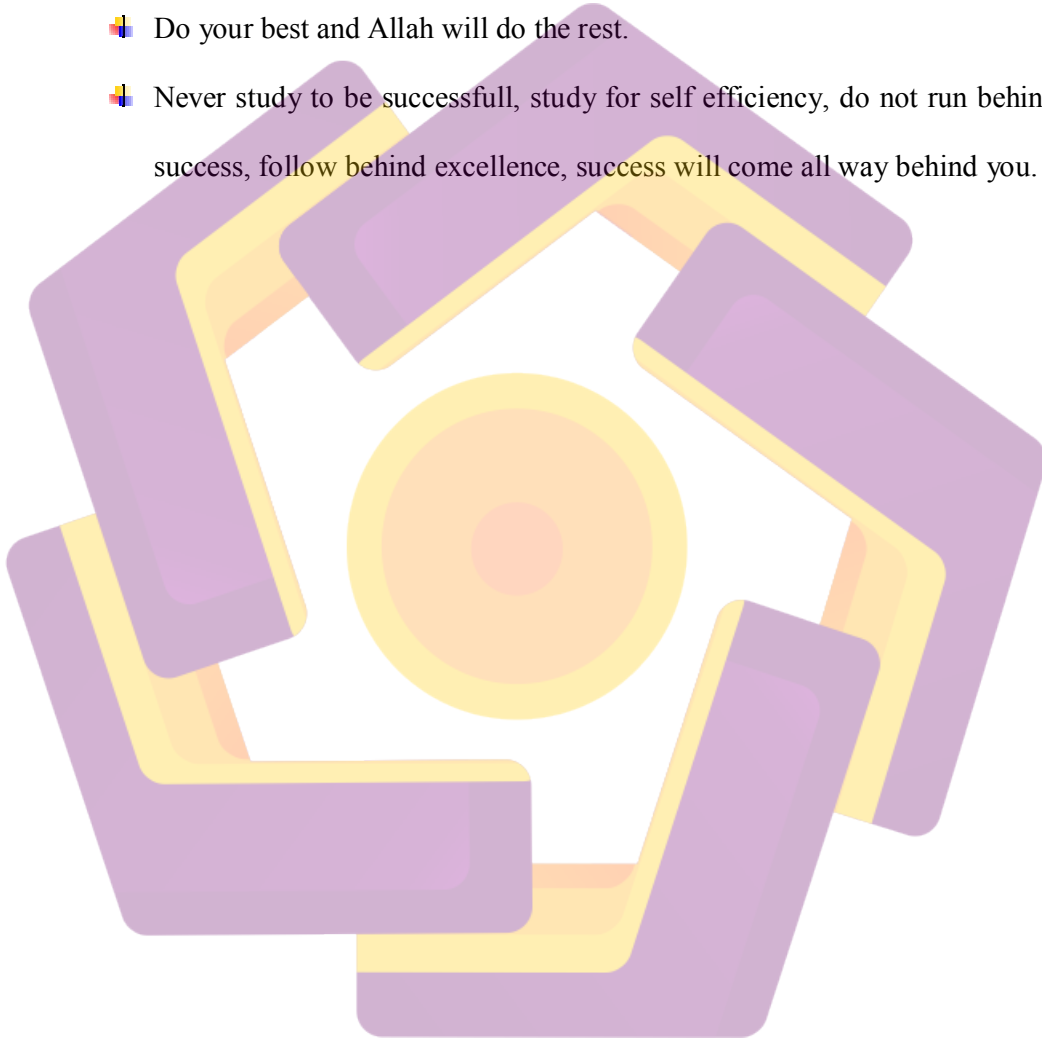 Do your best and Allah will do the rest.
Never study to be successfull, study for self efficiency, do not run behin
success, follow behind excellence, success will come all way behind you.